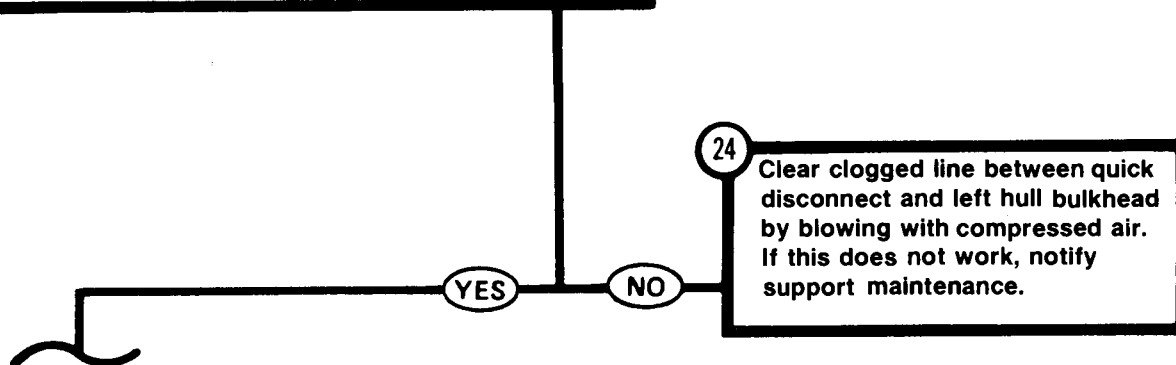 24
Clear clogged line between quick
disconnect and left hull bulkhead
by blowing with compressed air.
If this does not work, notify
support maintenance.
YES
NO